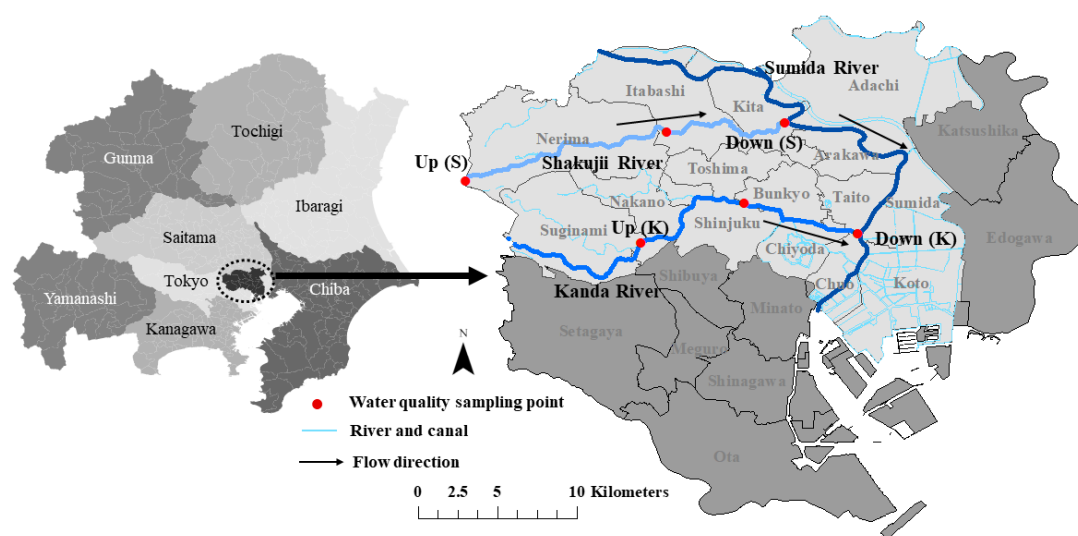 Tochigi
Gunma
Ibaragi
Saitama
Tokyo
Yamanashi
Chiba
Kanagawa
Sumida River
Adachi
Itabashi
Kita
Katsushika
Nerima
Down (S)
Up (S)
Shakujii River
Arakawa
Toshima
Nakano
Bunkyo
Taito
Sumida
Suginami
Up (K)
Shinjuku
Down (K)
Edogawa
Chiyoda
Shibuya
Koto
Kanda River
Chuo
Minato
Setagaya
Meguro
Shinagawa
Ota
N
Water quality sampling point
River and canal
Flow direction
0 2.5 5 10 Kilometers